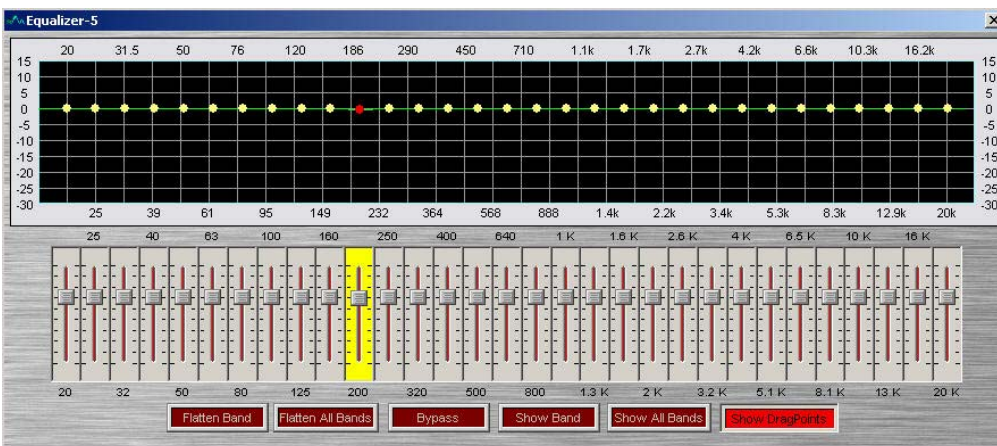 Equalizer-5
20 31.5 50 76 120 186 290 450 710 1.1k 1.7k 2.7k 4.2k 6.6k 10.3k 16.2k
15 15
10 10
5 5
0 0
-5 -5
-10 -10
-15 -15
-20 -20
-25 -25
-30 -30
25 39 61 95 149 232 364 568 888 1.4k 2.2k 3.4k 5.3k 8.3k 12.9k 20k
25 40 63 100 160 250 400 640 1 K 1.6 K 2.6 K 4 K 6.5 K 10 K 16 K
20 32 50 80 125 200 320 500 800 1.3 K 2 K 3.2 K 5.1 K 8.1 K 13 K 20 K
Flatten Band Flatten All Bands Bypass Show Band Show All Bands Show DragPoints